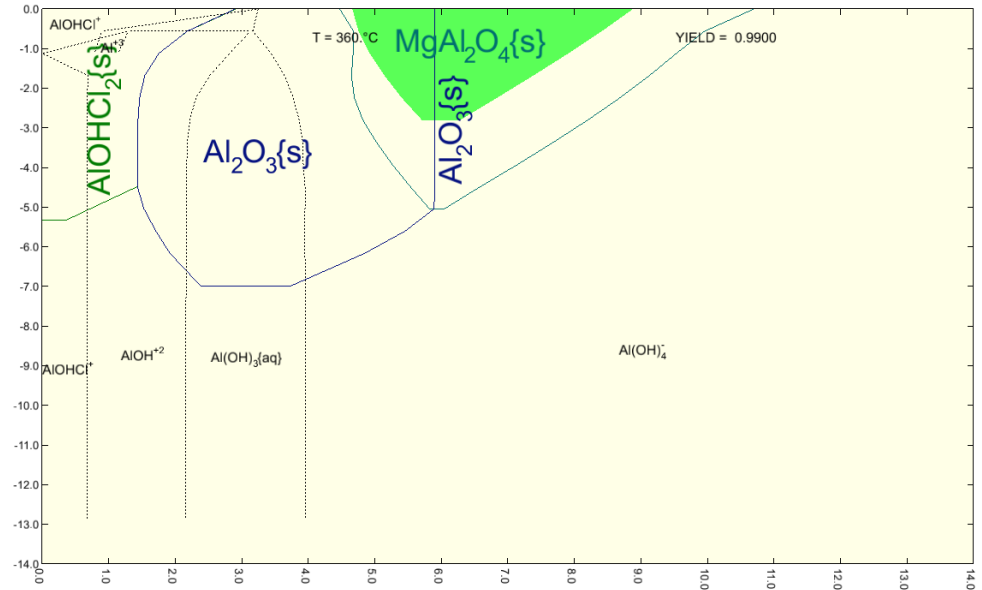 0.0
AlOHCl⁺
T = 360.°C
MgAl₂O₄{s}
YIELD = 0.9900
-1.0
Al⁺³
AlOHCl₂{s}
Al₂O₃{s}
-2.0
-3.0
Al₂O₃{s}
-4.0
-5.0
-6.0
-7.0
-8.0
AlOH⁺²
Al(OH)₃{aq}
Al(OH)₄⁻
-9.0
AlOHCl⁺
-10.0
-11.0
-12.0
-13.0
-14.0
0.0 1.0 2.0 3.0 4.0 5.0 6.0 7.0 8.0 9.0 10.0 11.0 12.0 13.0 14.0